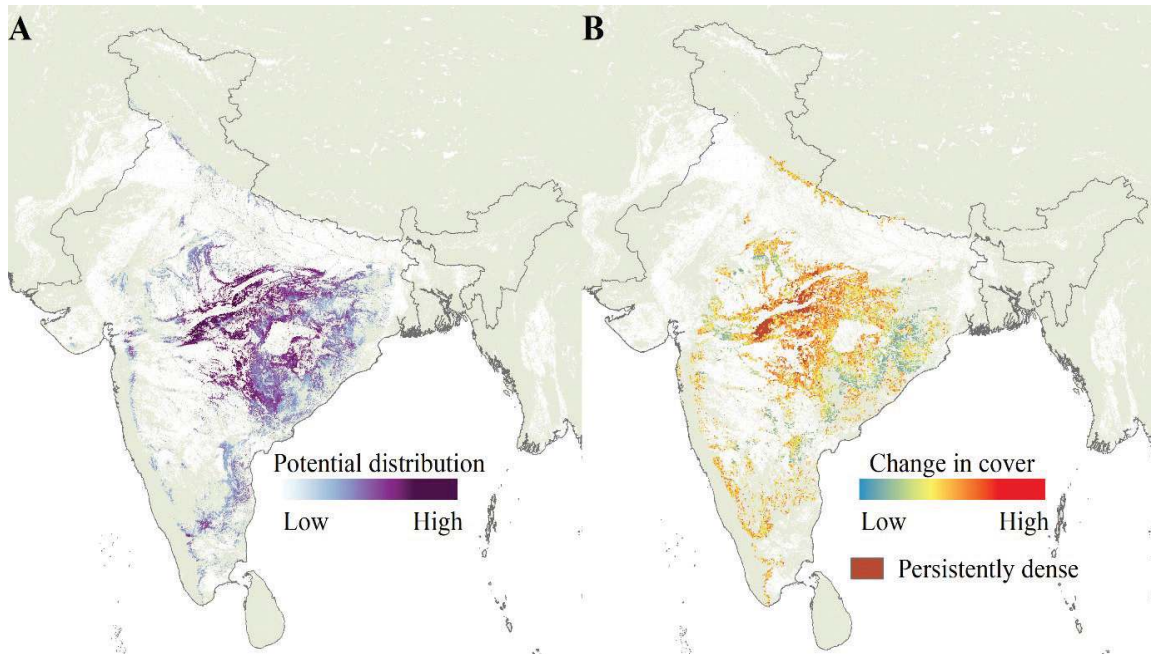 A
B
Potential distribution
Low High
Change in cover
Low High
Persistently dense